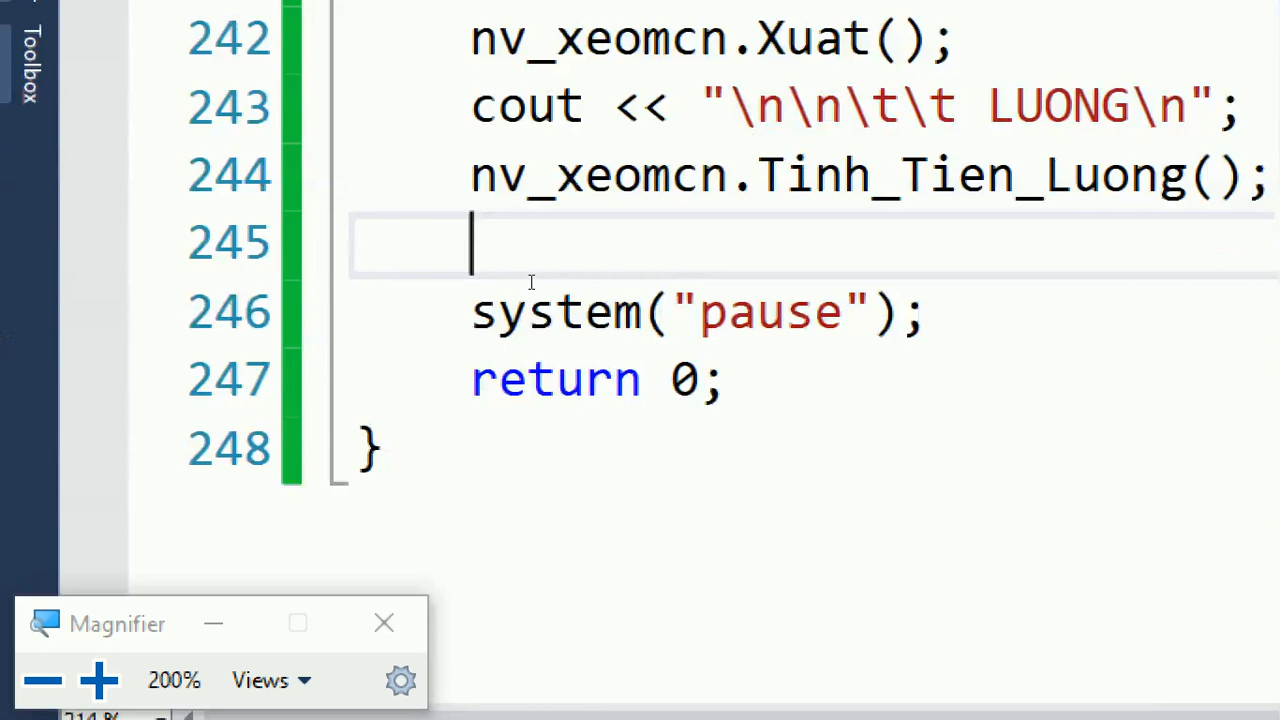 Toolbox
242 nv_xeomcn.Xuat();
243 cout << "\n\n\t\t LUONG\n";
244 nv_xeomcn.Tinh_Tien_Luong();
245
246 system("pause");
247 return 0;
248 }
Magnifier
200% Views